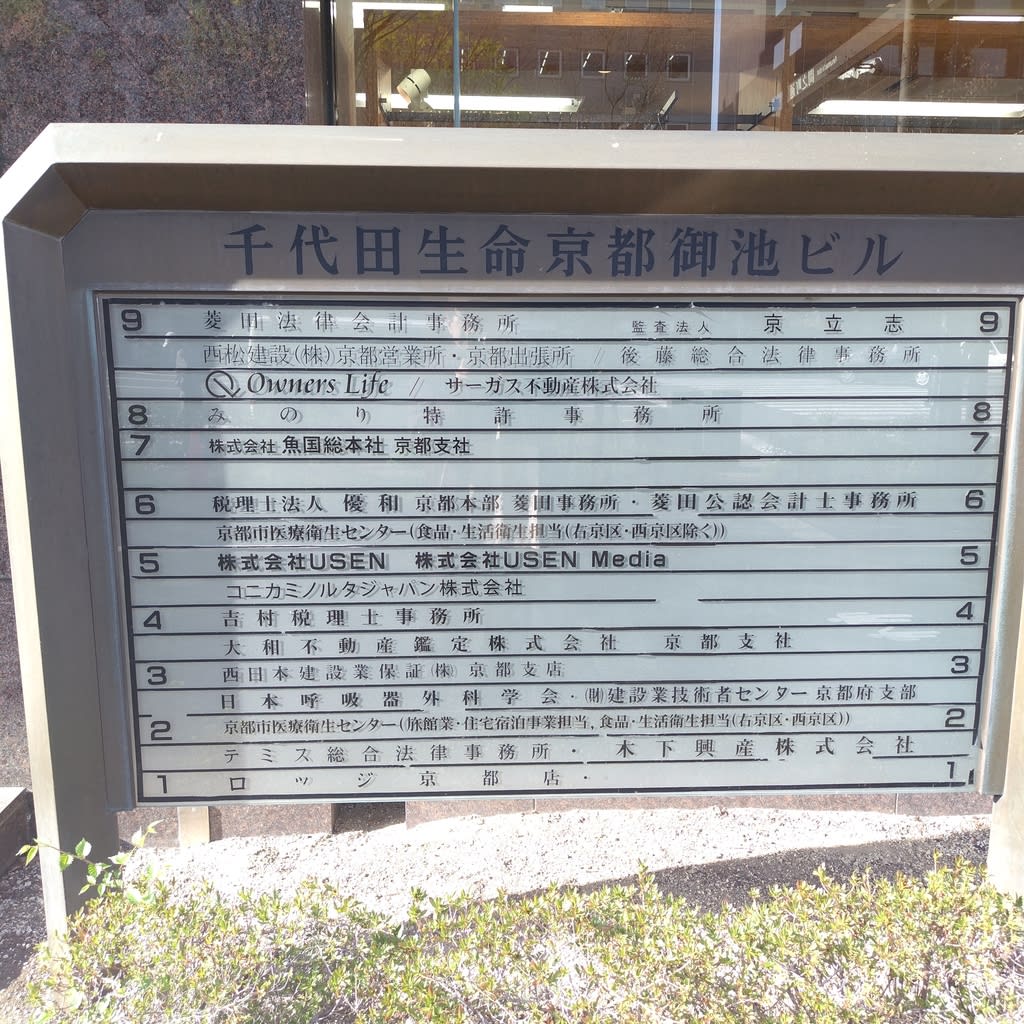 千代田生命京都御池ビル
9 菱田法律会計事務所 監査法人 京立志 9
西松建設(株)京都営業所・京都出張所 // 後藤総合法律事務所
Owners Life // サーガス不動産株式会社
8 みのり特許事務所 8
7 株式会社 魚国総本社 京都支社 7
6 税理士法人 優和 京都本部 菱田事務所・菱田公認会計士事務所 6
京都市医療衛生センター(食品・生活衛生担当(右京区・西京区除く))
5 株式会社USEN 株式会社USEN Media 5
コニカミノルタジャパン株式会社
4 吉村税理士事務所 4
大和不動産鑑定株式会社 京都支社
3 西日本建設業保証(株)京都支店 3
日本呼吸器外科学会・(財)建設業技術者センター京都府支部
2 京都市医療衛生センター(旅館業・住宅宿泊事業担当,食品・生活衛生担当(右京区・西京区)) 2
テミス総合法律事務所・木下興産株式会社
1 ロッジ京都店・ 1